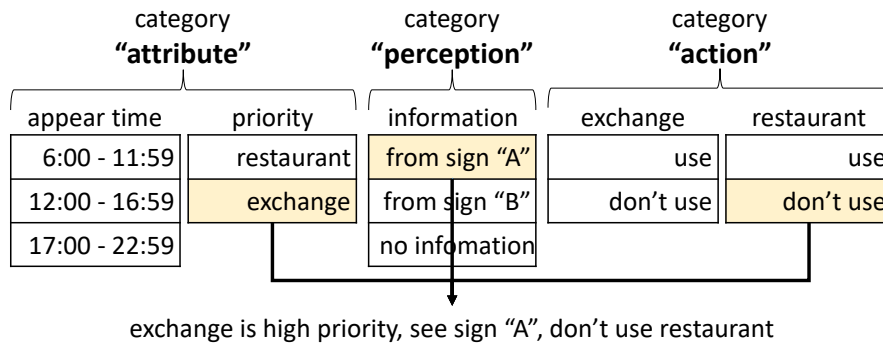 category category category
“attribute” “perception” “action”
appear time priority information exchange restaurant
6:00 - 11:59 restaurant from sign “A” use use
12:00 - 16:59 exchange from sign “B” don’t use don’t use
17:00 - 22:59 no infomation
exchange is high priority, see sign “A”, don’t use restaurant